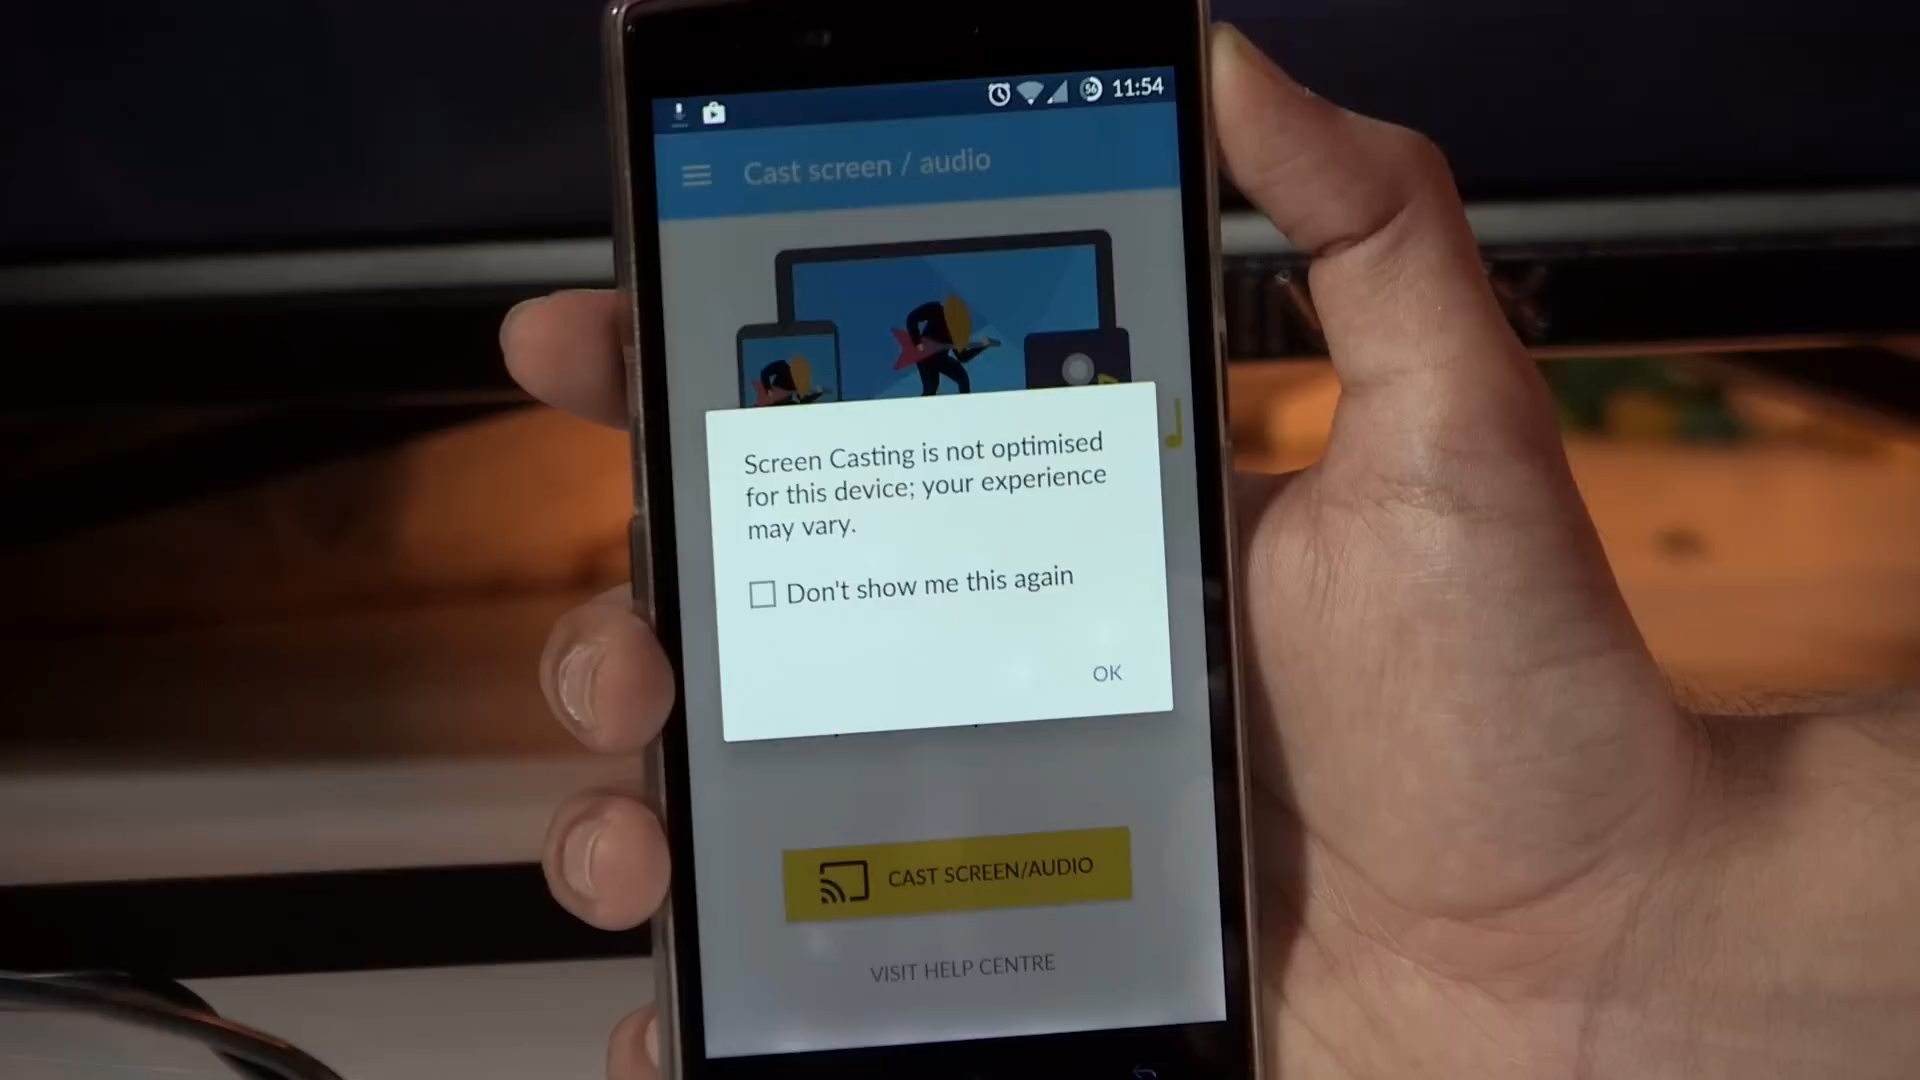 56 11:54
Cast screen / audio
Screen Casting is not optimised
for this device; your experience
may vary.
Don't show me this again
OK
CAST SCREEN/AUDIO
VISIT HELP CENTRE